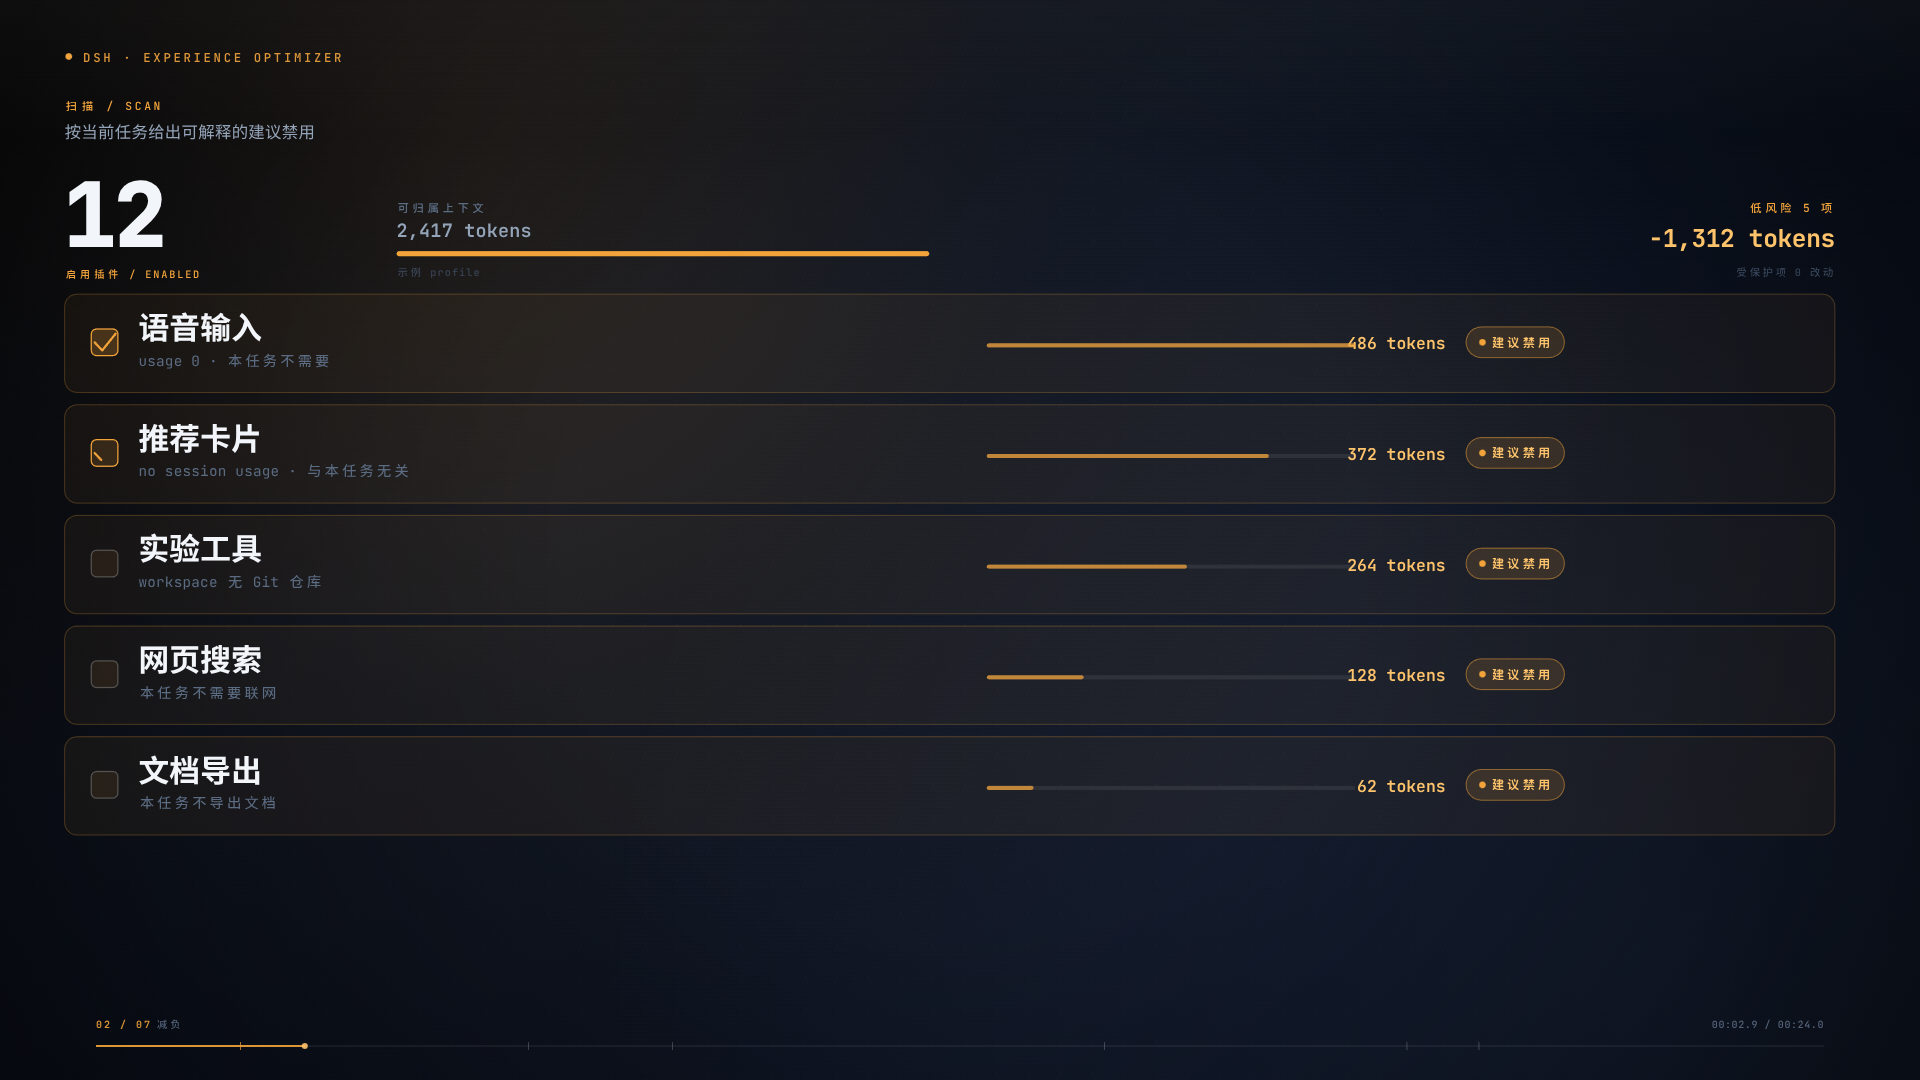 DSH · EXPERIENCE OPTIMIZER
扫描 / SCAN
按当前任务给出可解释的建议禁用
12
启用插件 / ENABLED
可归属上下文
2,417 tokens
示例 profile
低风险 5 项
-1,312 tokens
受保护项 0 改动
语音输入
usage 0 · 本任务不需要
486 tokens
建议禁用
推荐卡片
no session usage · 与本任务无关
372 tokens
建议禁用
实验工具
workspace 无 Git 仓库
264 tokens
建议禁用
网页搜索
本任务不需要联网
128 tokens
建议禁用
文档导出
本任务不导出文档
62 tokens
建议禁用
02 / 07 减负
00:02.9 / 00:24.0